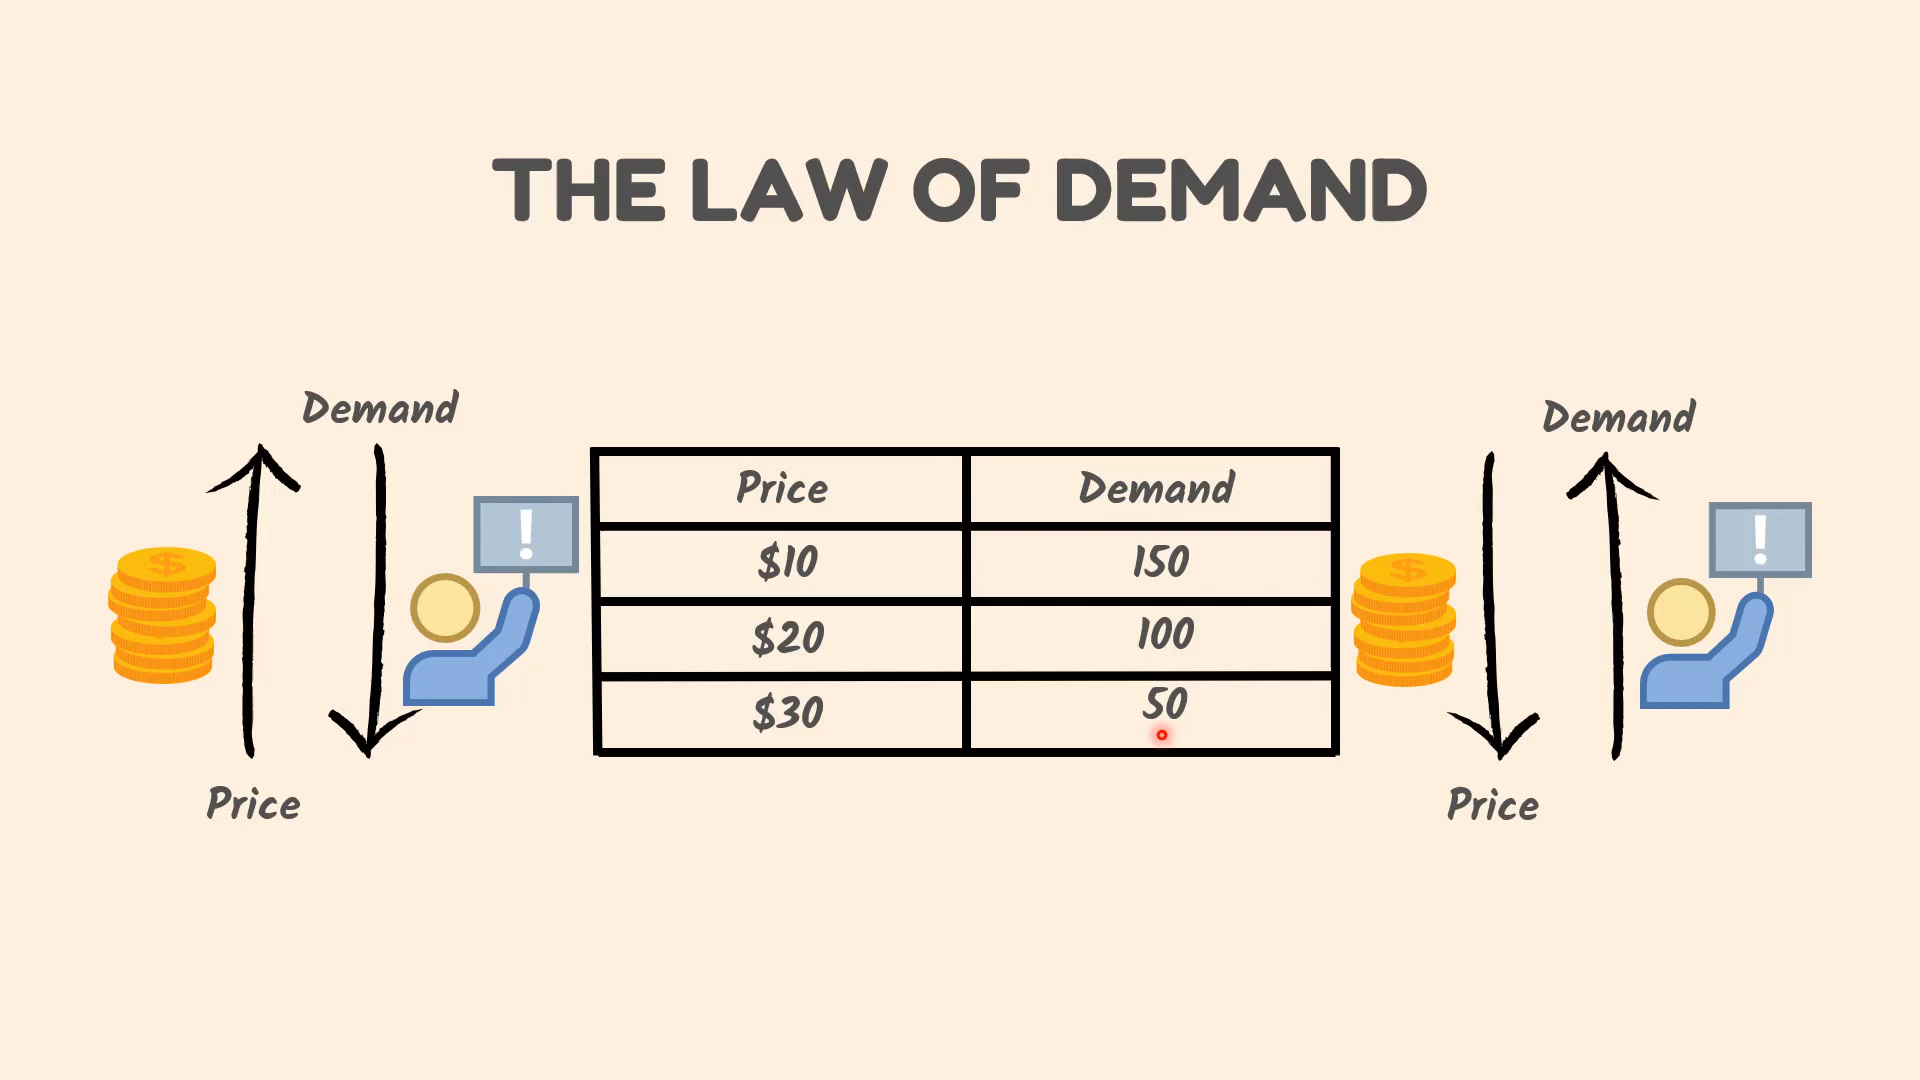 THE LAW OF DEMAND
Demand
Price
!
$
Price Demand
$10 150
$20 100
$30 50
Demand
Price
!
$